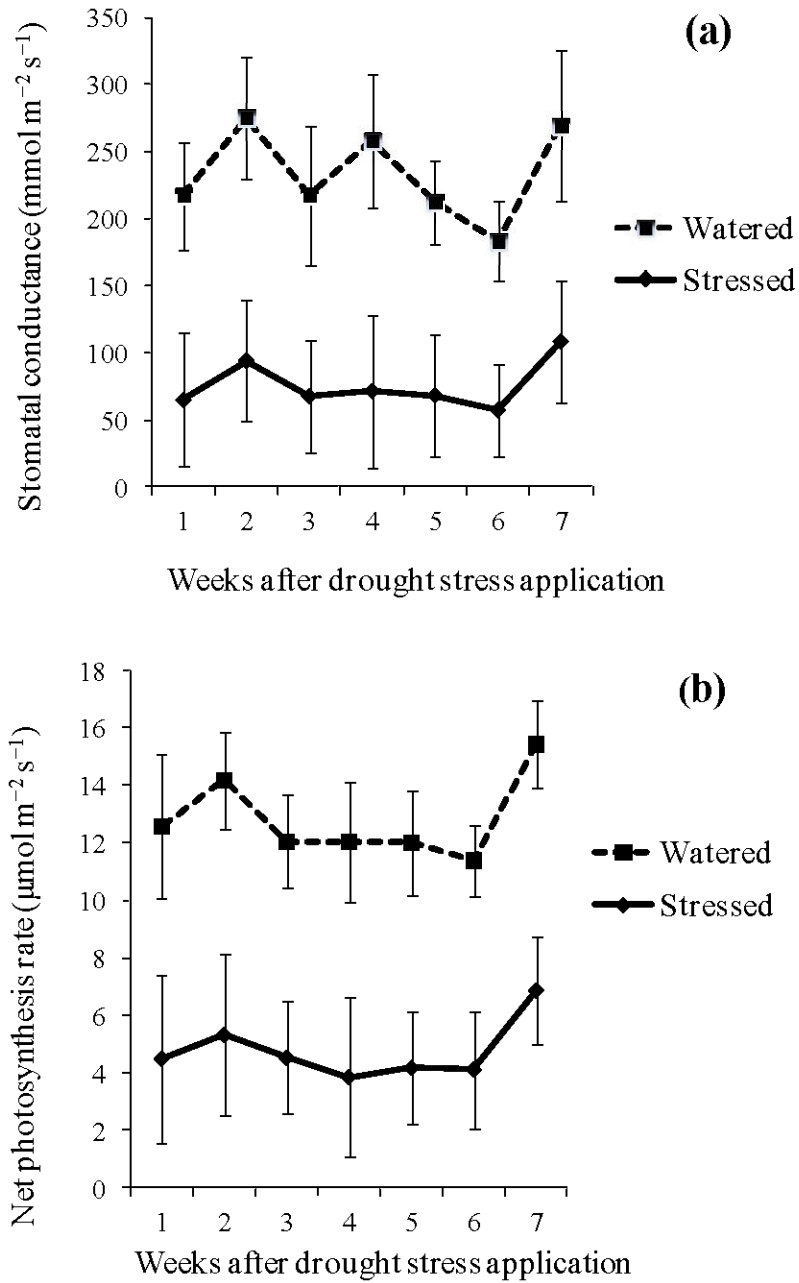 (a)
Stomatal conductance (mmol m⁻² s⁻¹)
350
300
250
200
150
100
50
0
1 2 3 4 5 6 7
Weeks after drought stress application
Watered
Stressed
(b)
Net photosynthesis rate (µmol m⁻² s⁻¹)
18
16
14
12
10
8
6
4
2
0
1 2 3 4 5 6 7
Weeks after drought stress application
Watered
Stressed